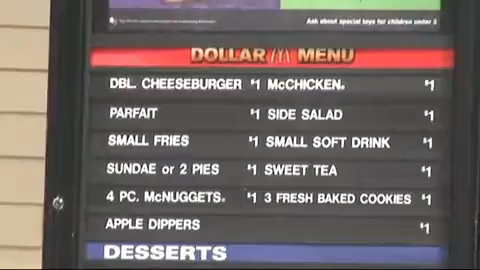 Ask about special toys for children under 3
DOLLAR MENU
DBL. CHEESEBURGER $1 McCHICKEN® $1
PARFAIT $1 SIDE SALAD $1
SMALL FRIES $1 SMALL SOFT DRINK $1
SUNDAE or 2 PIES $1 SWEET TEA $1
4 PC. McNUGGETS® $1 3 FRESH BAKED COOKIES $1
APPLE DIPPERS $1
DESSERTS